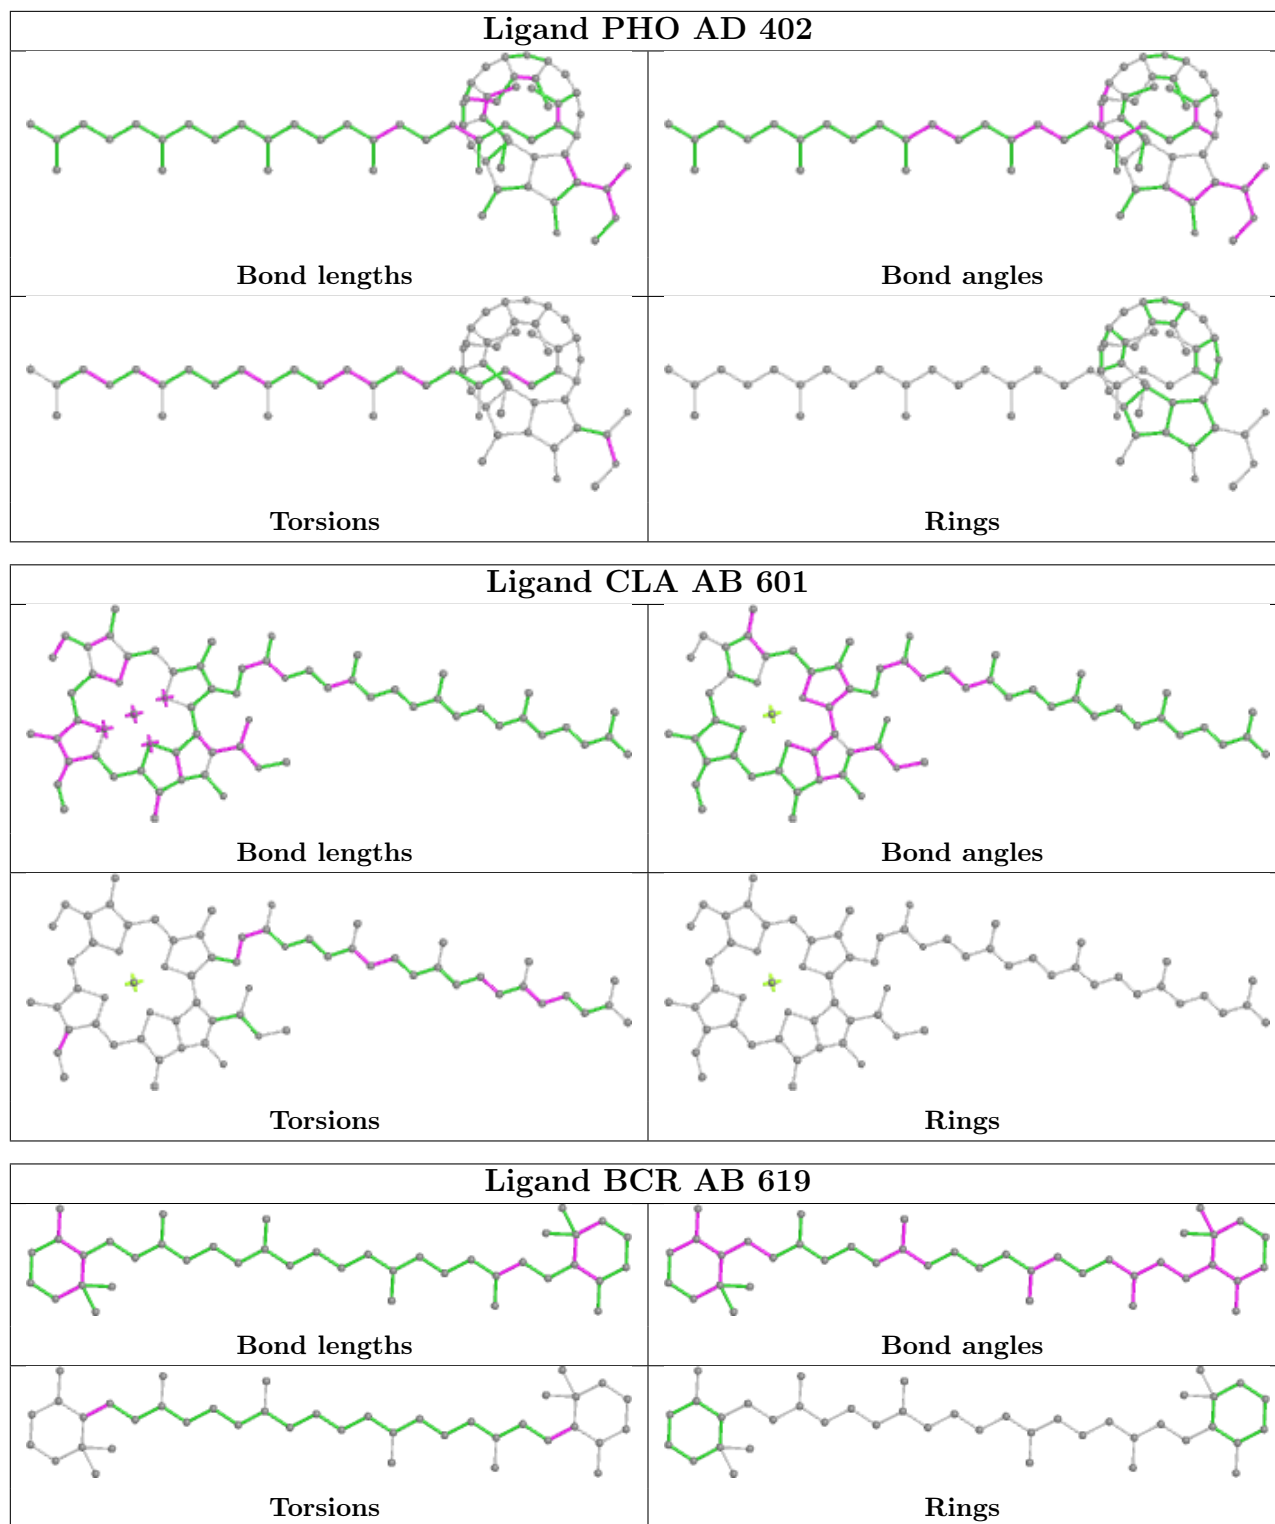 Ligand PHO AD 402
Bond lengths
Bond angles
Torsions
Rings
Ligand CLA AB 601
Bond lengths
Bond angles
Torsions
Rings
Ligand BCR AB 619
Bond lengths
Bond angles
Torsions
Rings